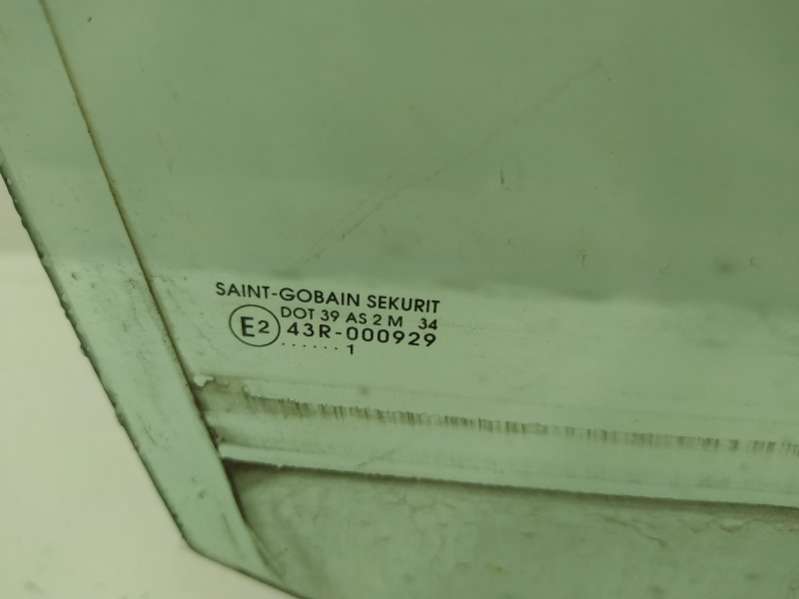 SAINT-GOBAIN SEKURIT
DOT 39 AS 2 M 34
E2 43R-000929
...... 1